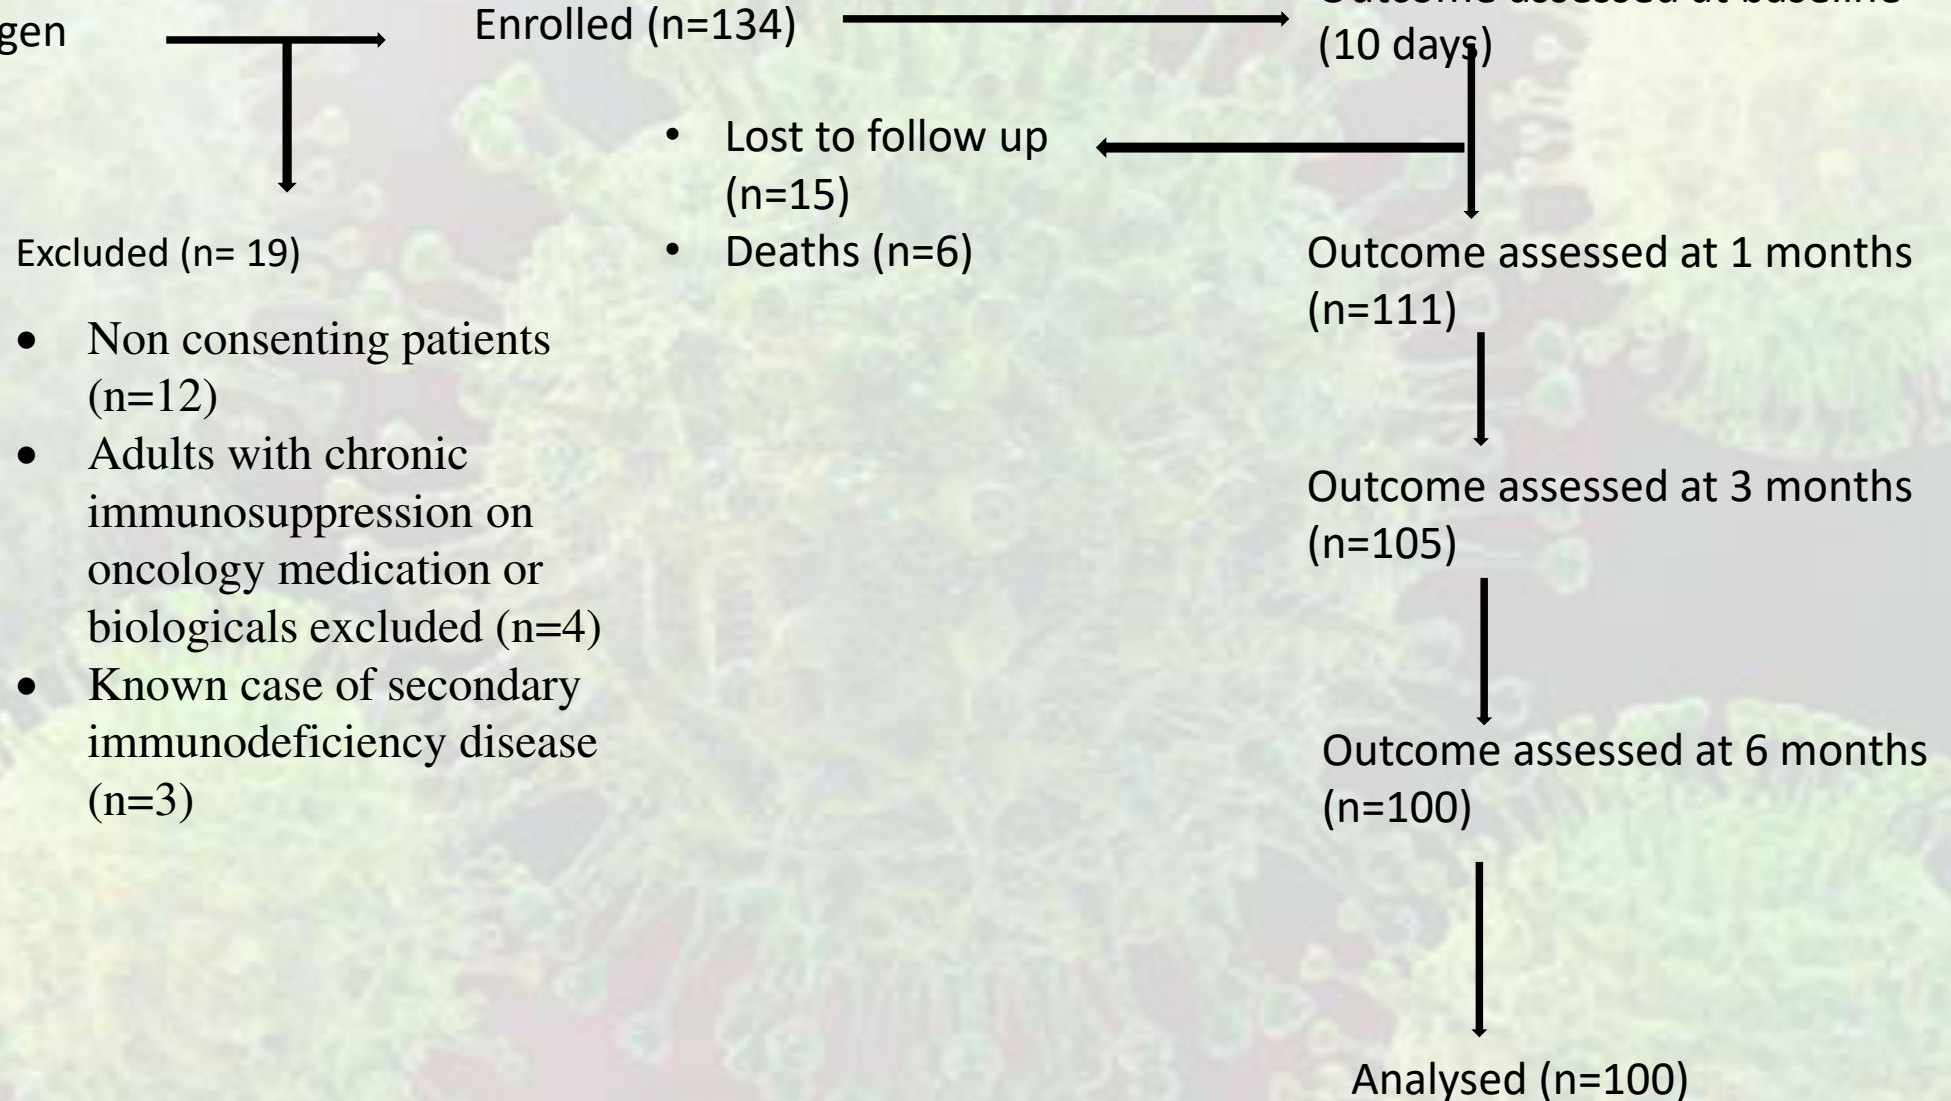 gen
Enrolled (n=134)
Outcome assessed at baseline
(10 days)
• Lost to follow up
(n=15)
• Deaths (n=6)
Excluded (n= 19)
• Non consenting patients
(n=12)
• Adults with chronic
immunosuppression on
oncology medication or
biologicals excluded (n=4)
• Known case of secondary
immunodeficiency disease
(n=3)
Outcome assessed at 1 months
(n=111)
Outcome assessed at 3 months
(n=105)
Outcome assessed at 6 months
(n=100)
Analysed (n=100)